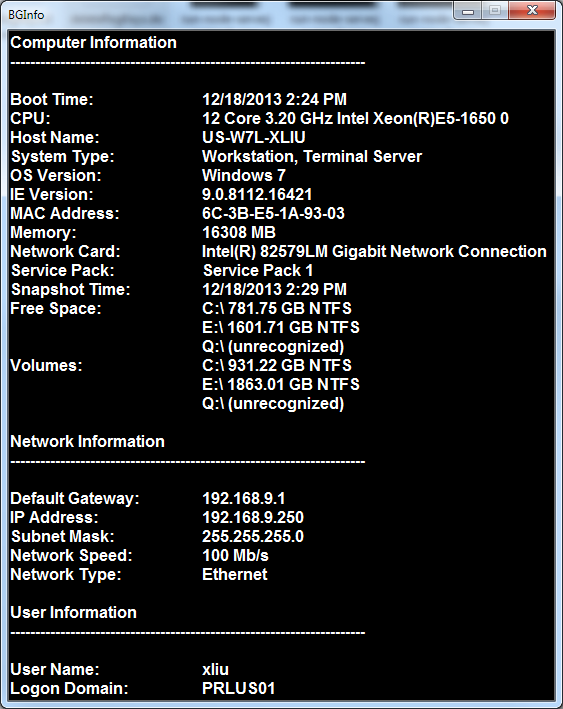 BGInfo
Computer Information
-----------------------------------------------------------------------
Boot Time: 12/18/2013 2:24 PM
CPU: 12 Core 3.20 GHz Intel Xeon(R)E5-1650 0
Host Name: US-W7L-XLIU
System Type: Workstation, Terminal Server
OS Version: Windows 7
IE Version: 9.0.8112.16421
MAC Address: 6C-3B-E5-1A-93-03
Memory: 16308 MB
Network Card: Intel(R) 82579LM Gigabit Network Connection
Service Pack: Service Pack 1
Snapshot Time: 12/18/2013 2:29 PM
Free Space: C:\ 781.75 GB NTFS
E:\ 1601.71 GB NTFS
Q:\ (unrecognized)
Volumes: C:\ 931.22 GB NTFS
E:\ 1863.01 GB NTFS
Q:\ (unrecognized)
Network Information
-----------------------------------------------------------------------
Default Gateway: 192.168.9.1
IP Address: 192.168.9.250
Subnet Mask: 255.255.255.0
Network Speed: 100 Mb/s
Network Type: Ethernet
User Information
-----------------------------------------------------------------------
User Name: xliu
Logon Domain: PRLUS01